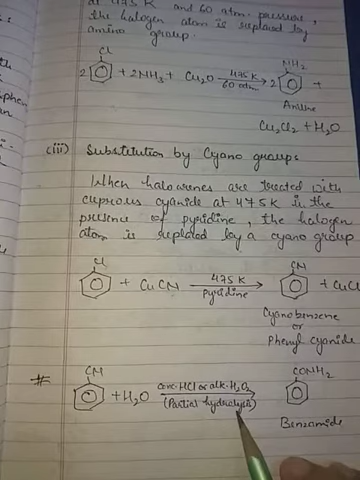 at 475 K and 60 atm. pressure,
the halogen atom is replaced by
amino group.
Cl NH₂
2 + 2NH₃ + Cu₂O 475 K 60 atm. 2 +
Aniline
Cu₂Cl₂ + H₂O
(iii) Substitution by Cyano group:
When haloarenes are treated with
cuprous cyanide at 475K in the
presence of pyridine, the halogen
atom is replaced by a cyano group
Cl CN
+ CuCN 475 K pyridine + CuCl
Cyanobenzene
or
Phenyl cyanide
# CN CONH₂
+ H₂O conc. HCl or alk. H₂O₂
(Partial hydrolysis)
Benzamide